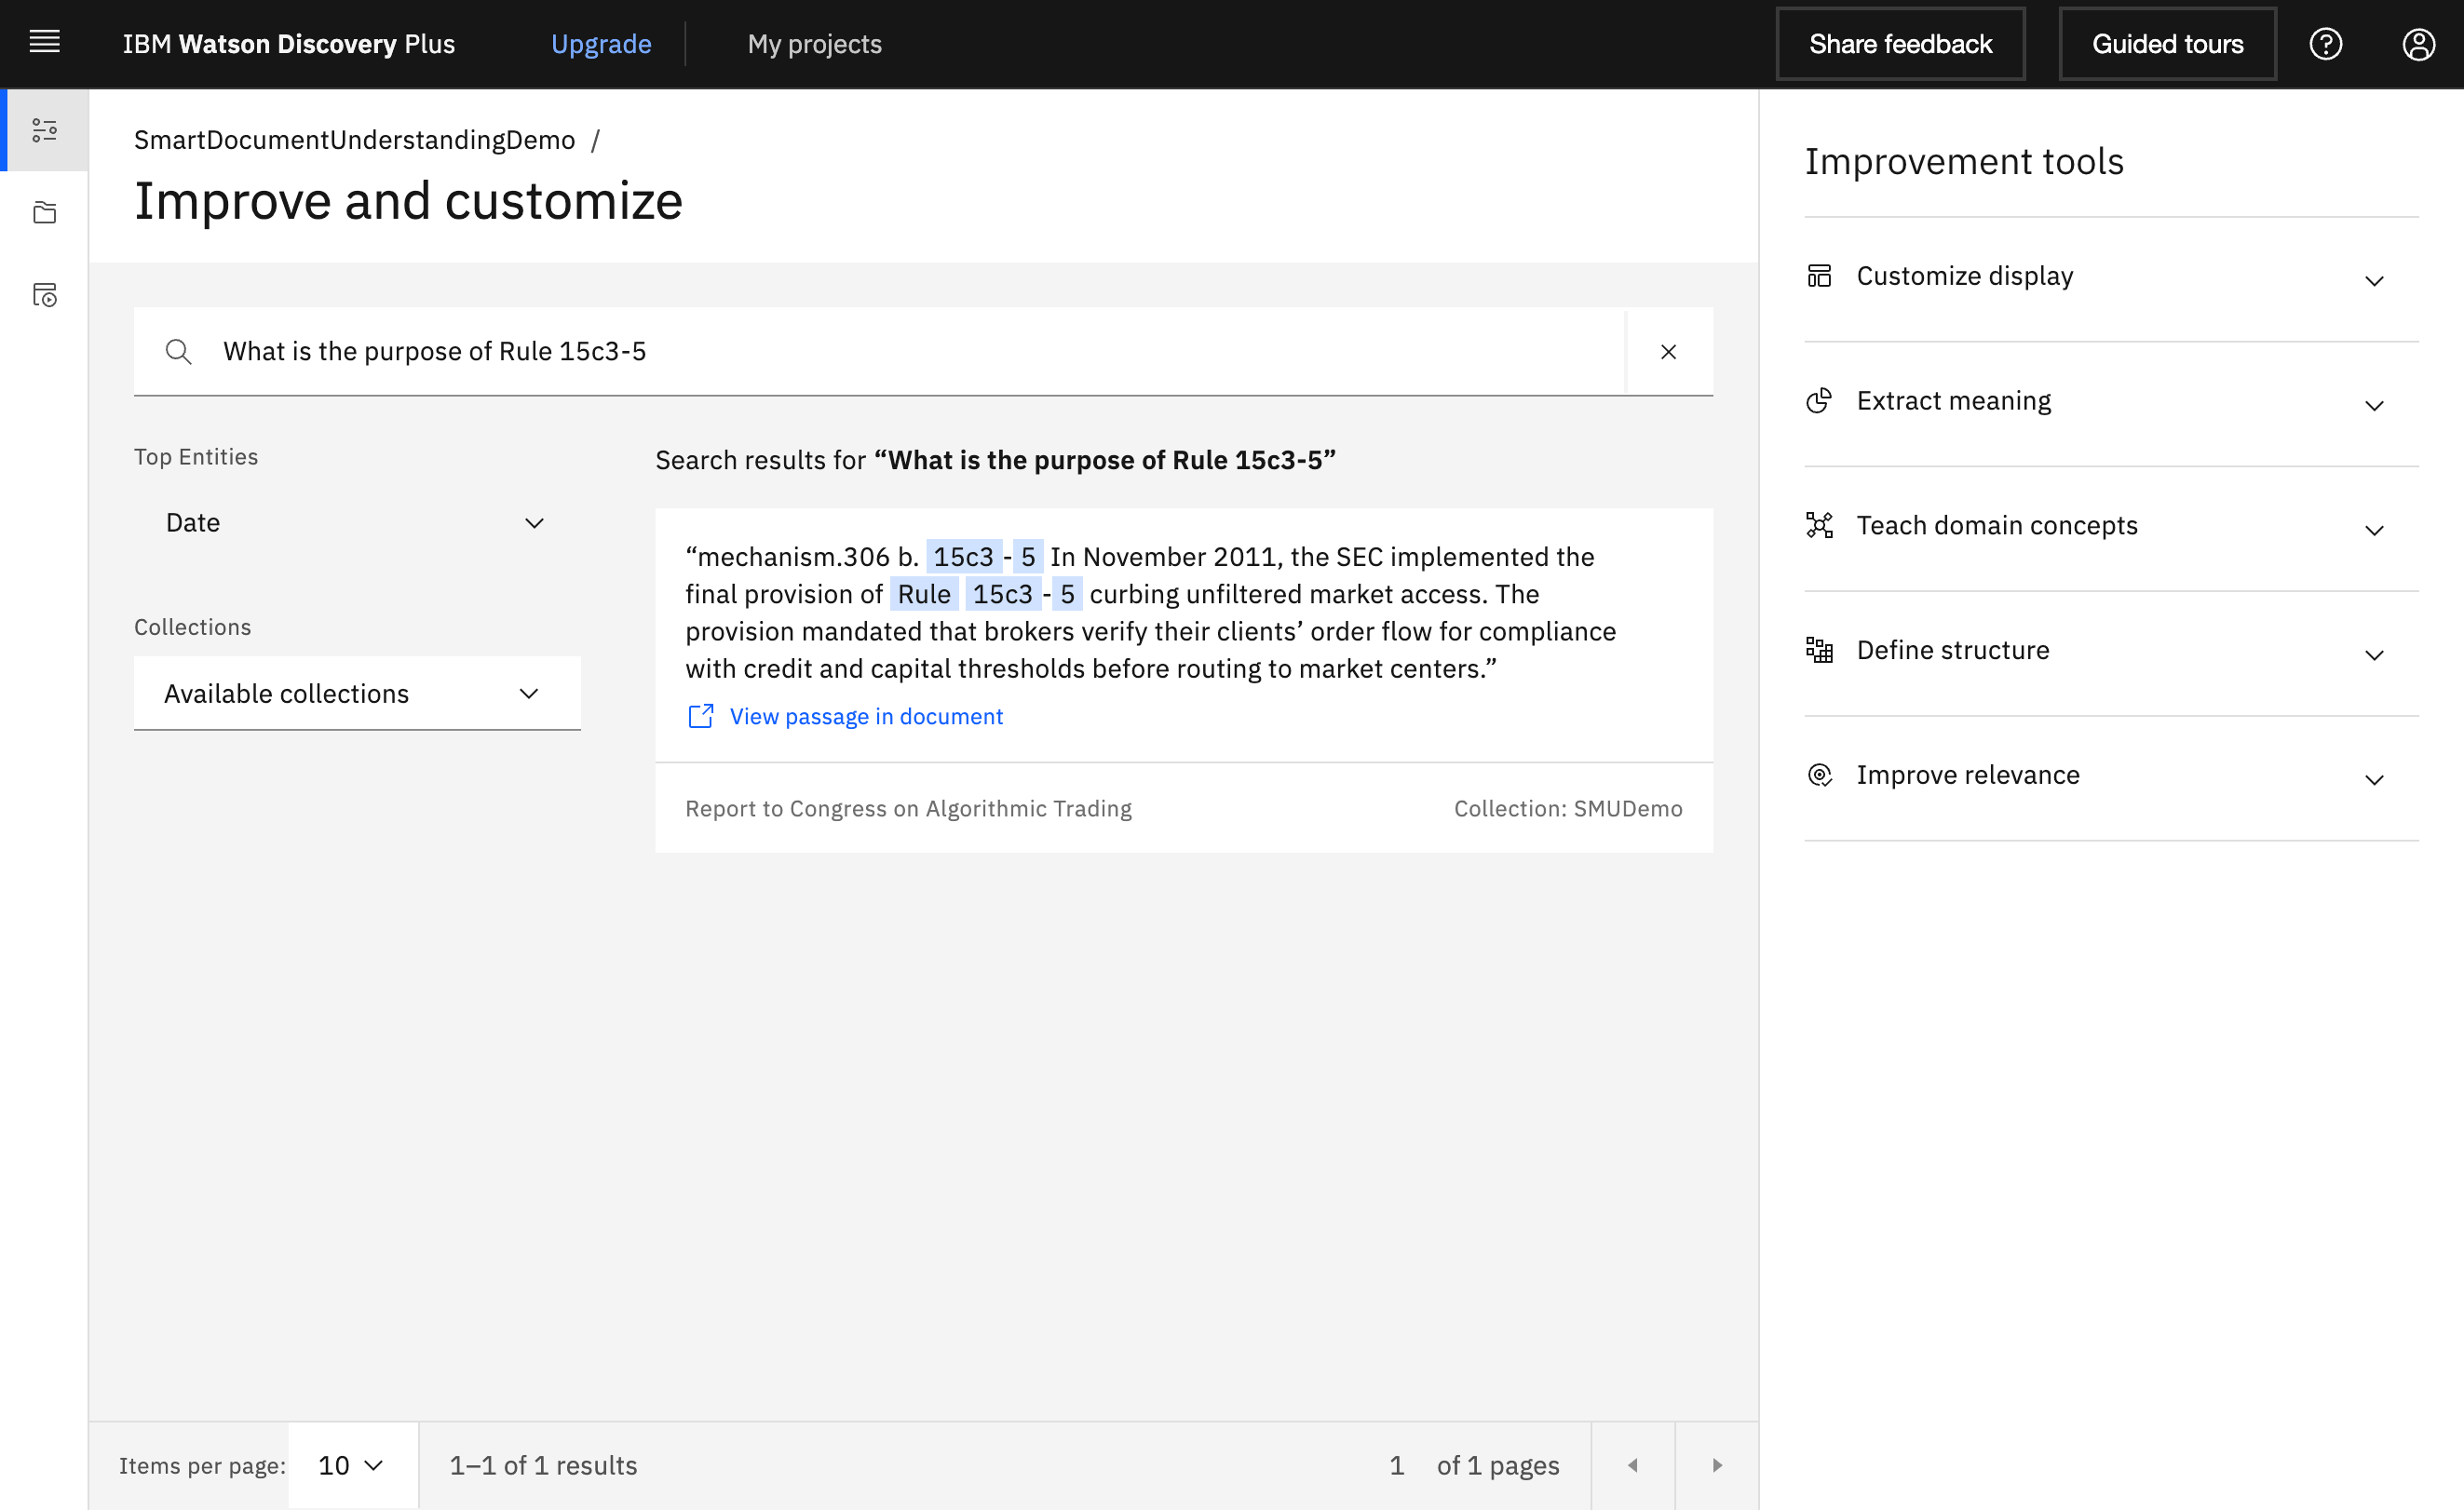 IBM Watson Discovery Plus
Upgrade
My projects
Share feedback
Guided tours
SmartDocumentUnderstandingDemo /
Improve and customize
What is the purpose of Rule 15c3-5
Top Entities
Date
Collections
Available collections
Search results for “What is the purpose of Rule 15c3-5”
“mechanism.306 b. 15c3-5 In November 2011, the SEC implemented the
final provision of Rule 15c3-5 curbing unfiltered market access. The
provision mandated that brokers verify their clients’ order flow for compliance
with credit and capital thresholds before routing to market centers.”
View passage in document
Report to Congress on Algorithmic Trading
Collection: SMUDemo
Improvement tools
Customize display
Extract meaning
Teach domain concepts
Define structure
Improve relevance
Items per page: 10
1–1 of 1 results
1 of 1 pages